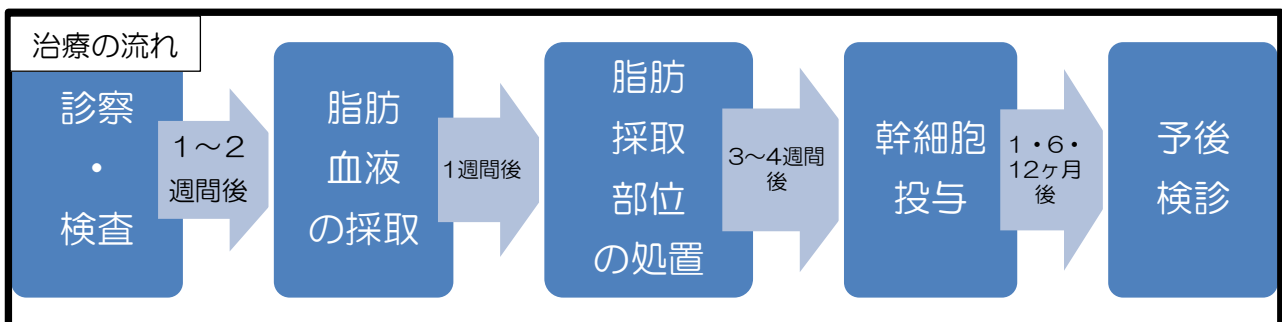 治療の流れ
診察
・
検査
1～2
週間後
脂肪
血液
の採取
1週間後
脂肪
採取
部位
の処置
3～4週間
後
幹細胞
投与
1・6・
12ヶ月
後
予後
検診